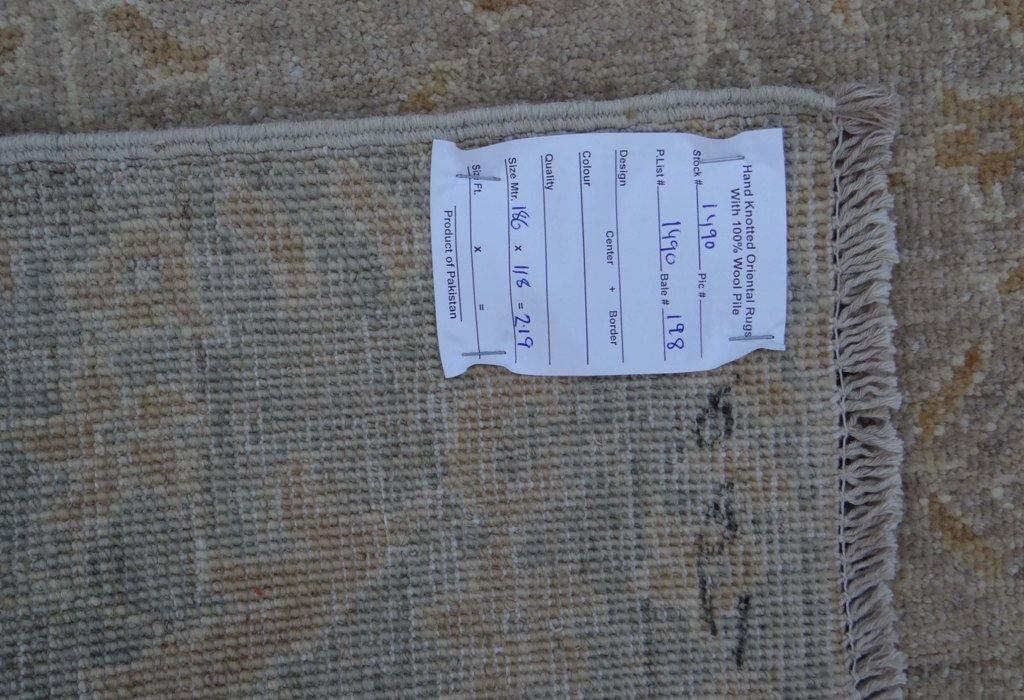 Hand Knotted Oriental Rugs
With 100% Wool Pile
Stock # 1490 Pic #
P.List # 1490 Bale # 198
Design
Center + Border
Colour
Quality
Size Mtr. 186 x 118 = 2.19
Size Ft. x =
Product of Pakistan